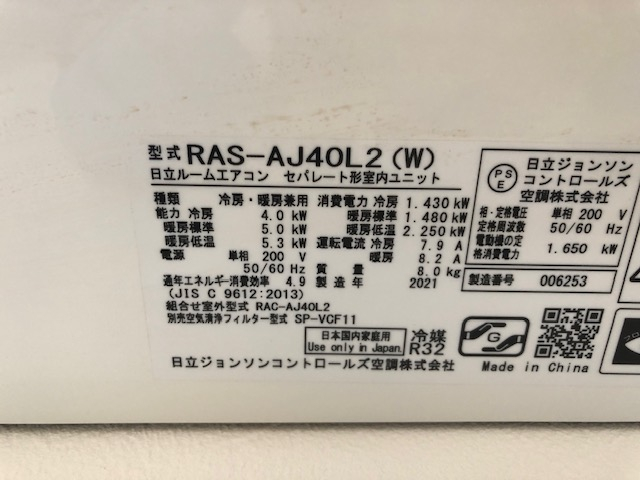 型式 RAS-AJ40L2(W)
日立ルームエアコン セパレート形室内ユニット
種類 冷房・暖房兼用 消費電力 冷房 1.430 kW
能力 冷房 4.0 kW 暖房標準 1.480 kW
暖房標準 5.0 kW 暖房低温 2.250 kW
暖房低温 5.3 kW 運転電流 冷房 7.9 A
電源 単相 200 V 暖房 8.2 A
50/60 Hz 質量 8.0 kg
通年エネルギー消費効率 4.9 製造年 2021
(JIS C 9612:2013)
組合せ室外型式 RAC-AJ40L2
別売空気清浄フィルター型式 SP-VCF11
日本国内家庭用 冷媒
Use only in Japan. R32
日立ジョンソンコントロールズ空調株式会社
PS
E
日立ジョンソン
コントロールズ
空調株式会社
相・定格電圧 単相 200 V
定格周波数 50/60 Hz
電動機の定
格消費電力 1.650 kW
製造番号 006253
G
Made in China